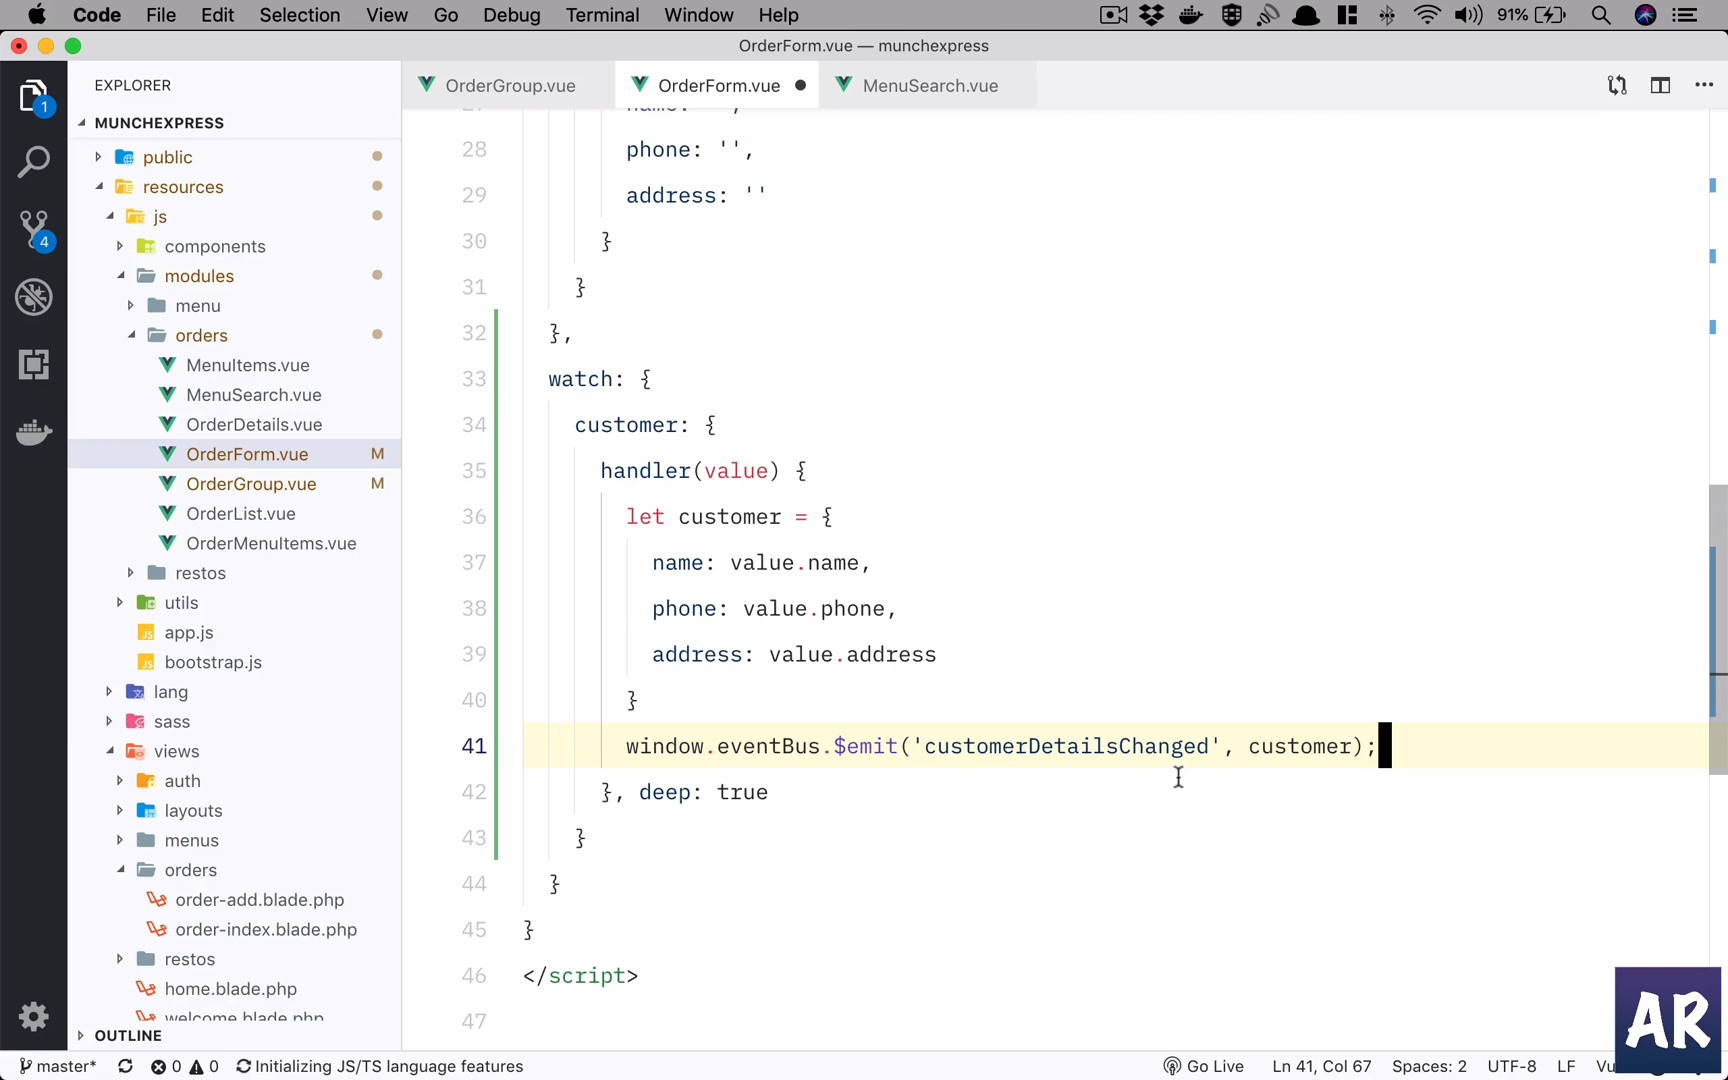 Code File Edit Selection View Go Debug Terminal Window Help 91%
OrderForm.vue — munchexpress
EXPLORER
OrderGroup.vue
OrderForm.vue
MenuSearch.vue
1
4
MUNCHEXPRESS
public
resources
js
components
modules
menu
orders
MenuItems.vue
MenuSearch.vue
OrderDetails.vue
OrderForm.vue M
OrderGroup.vue M
OrderList.vue
OrderMenuItems.vue
restos
utils
app.js
bootstrap.js
lang
sass
views
auth
layouts
menus
orders
order-add.blade.php
order-index.blade.php
restos
home.blade.php
welcome.blade.php
OUTLINE
28 phone: '',
29 address: ''
30 }
31 }
32 },
33 watch: {
34 customer: {
35 handler(value) {
36 let customer = {
37 name: value.name,
38 phone: value.phone,
39 address: value.address
40 }
41 window.eventBus.$emit('customerDetailsChanged', customer);
42 }, deep: true
43 }
44 }
45 }
46 </script>
47
AR
master* 0 0 Initializing JS/TS language features Go Live Ln 41, Col 67 Spaces: 2 UTF-8 LF